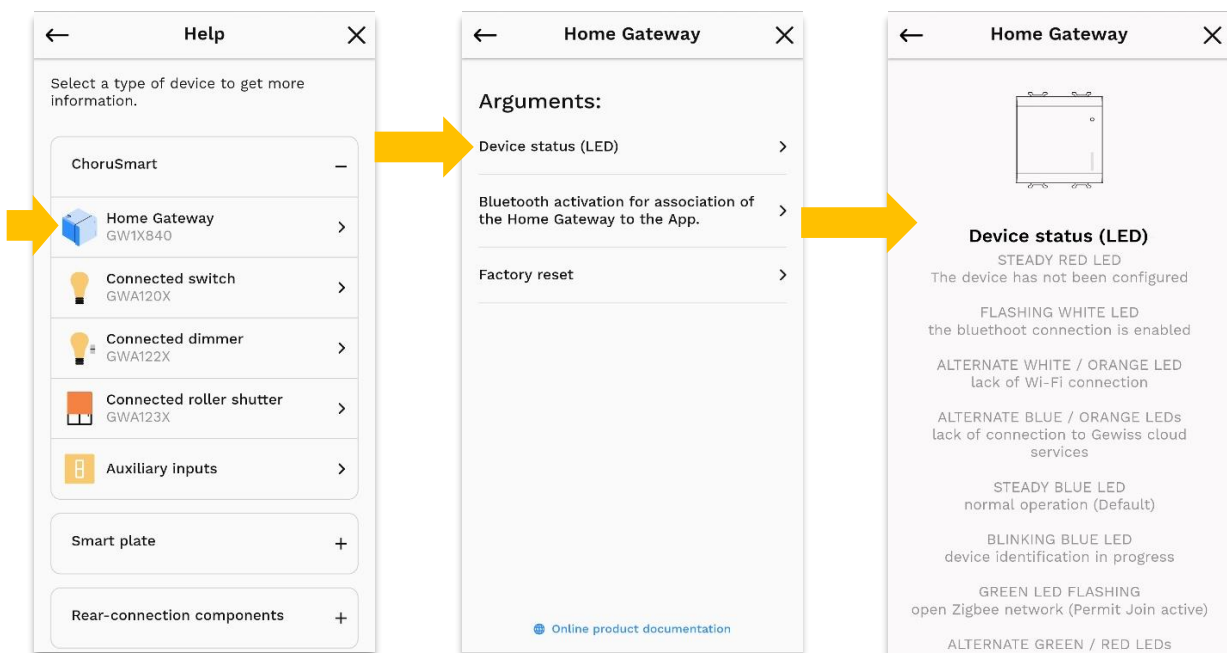 Help
Select a type of device to get more
information.
ChoruSmart
Home Gateway
GW1X840
Connected switch
GWA120X
Connected dimmer
GWA122X
Connected roller shutter
GWA123X
Auxiliary inputs
Smart plate
Rear-connection components
Home Gateway
Arguments:
Device status (LED)
Bluetooth activation for association of
the Home Gateway to the App.
Factory reset
Online product documentation
Home Gateway
Device status (LED)
STEADY RED LED
The device has not been configured
FLASHING WHITE LED
the bluethoot connection is enabled
ALTERNATE WHITE / ORANGE LED
lack of Wi-Fi connection
ALTERNATE BLUE / ORANGE LEDs
lack of connection to Gewiss cloud
services
STEADY BLUE LED
normal operation (Default)
BLINKING BLUE LED
device identification in progress
GREEN LED FLASHING
open Zigbee network (Permit Join active)
ALTERNATE GREEN / RED LEDs